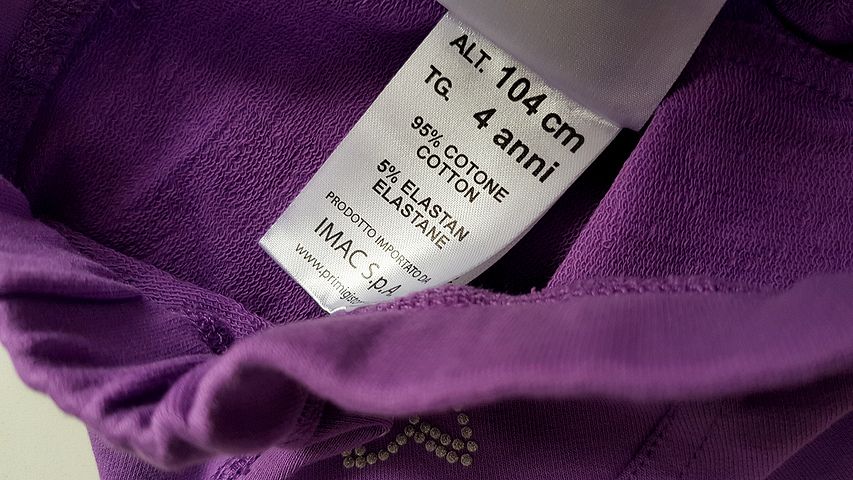 ALT. 104 cm
TG. 4 anni
95% COTONE
COTTON
5% ELASTAN
ELASTANE
PRODOTTO IMPORTATO DA
IMAC S.p.A